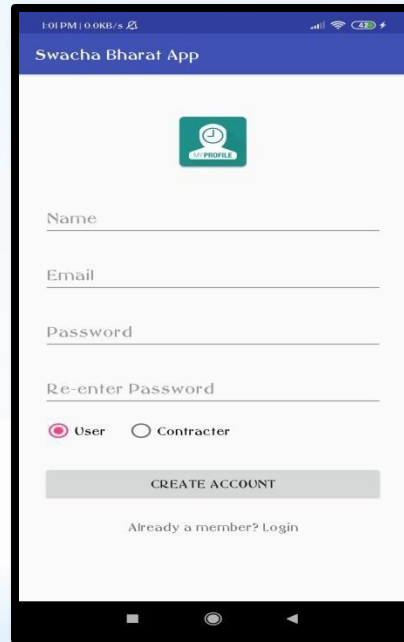 1:01 PM | 0.0KB/s 42
Swacha Bharat App
MY PROFILE
Name
Email
Password
Re-enter Password
User Contracter
CREATE ACCOUNT
Already a member? Login